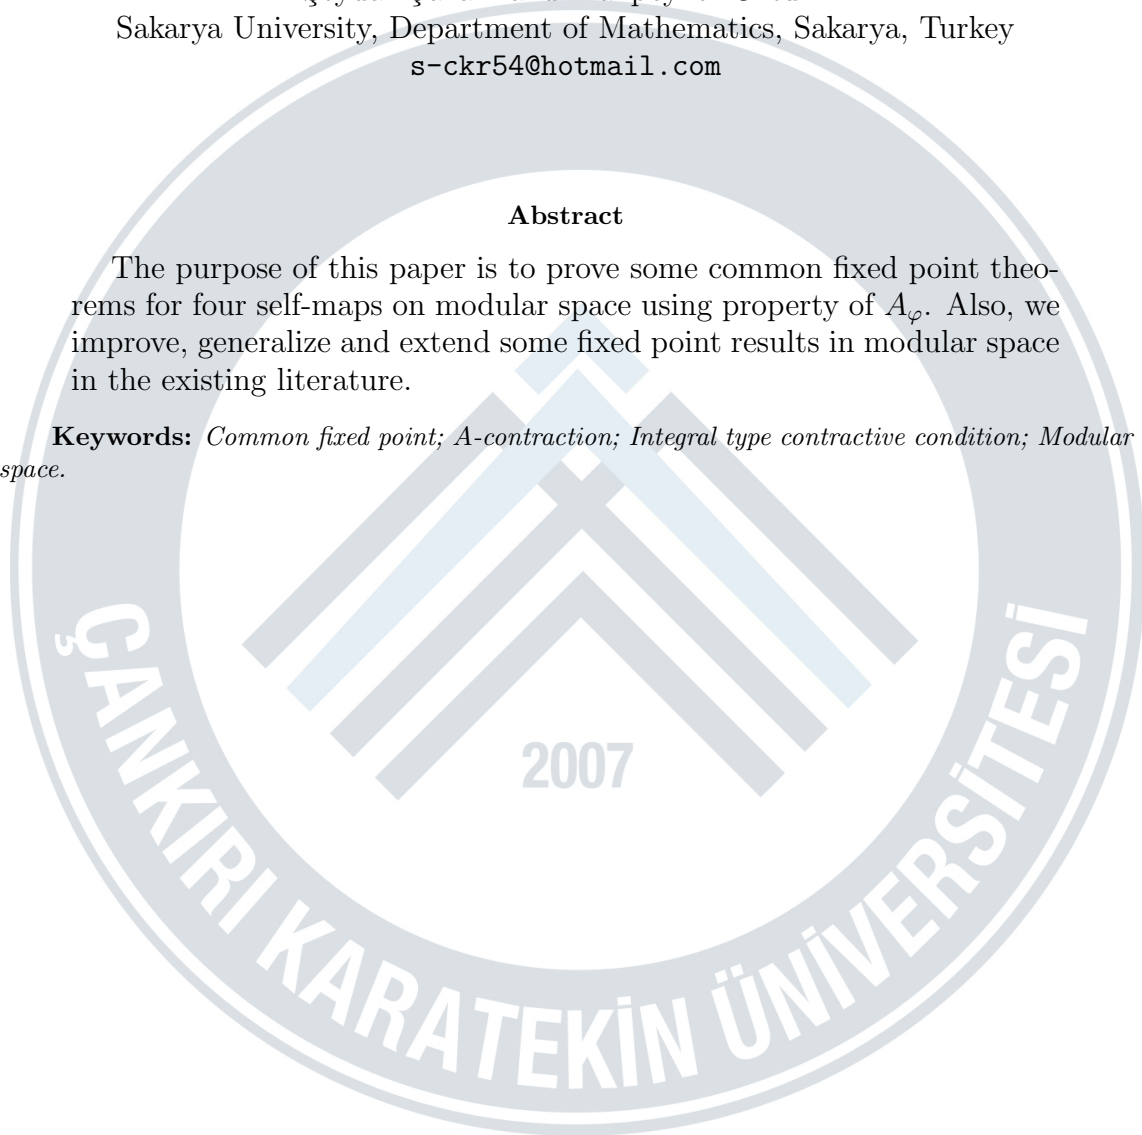 Sakarya University, Department of Mathematics, Sakarya, Turkey
s-ckr54@hotmail.com
Abstract
The purpose of this paper is to prove some common fixed point theo-
rems for four self-maps on modular space using property of A_φ. Also, we
improve, generalize and extend some fixed point results in modular space
in the existing literature.
Keywords: Common fixed point; A-contraction; Integral type contractive condition; Modular
space.
2007
ÇANKIRI KARATEKİN ÜNİVERSİTESİ